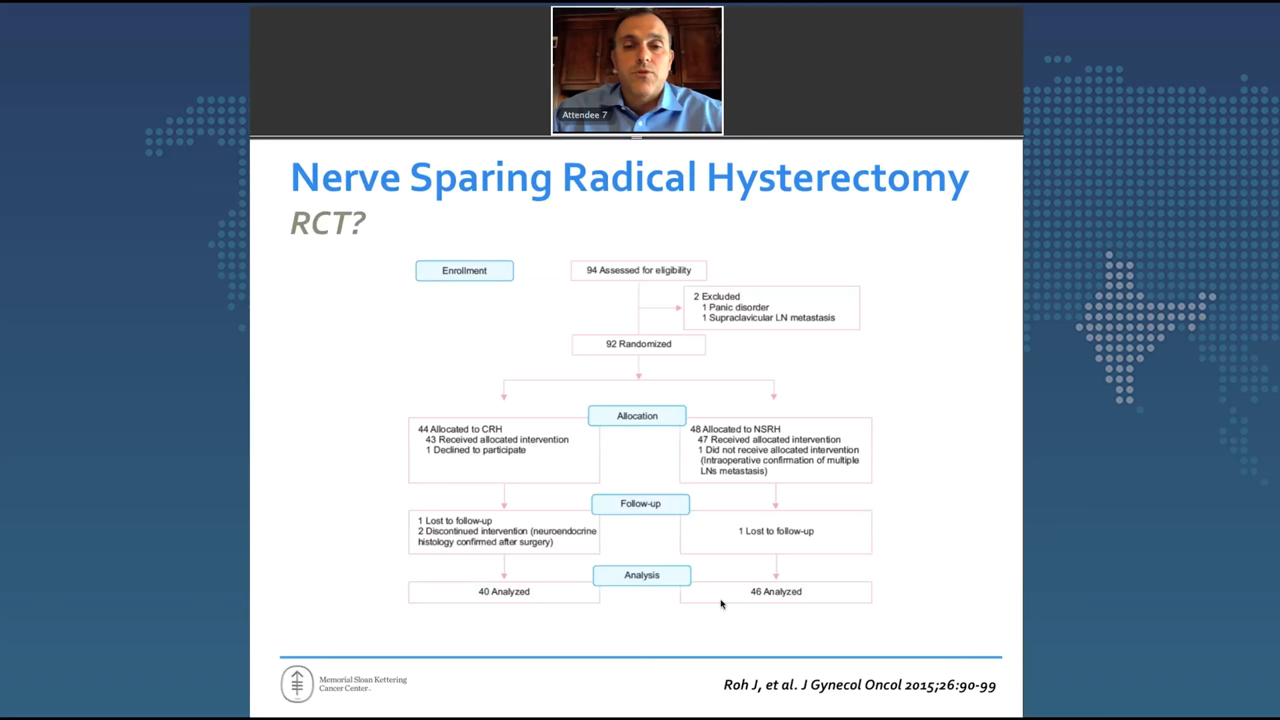 Attendee 7
Nerve Sparing Radical Hysterectomy
RCT?
Enrollment
94 Assessed for eligibility
2 Excluded
1 Panic disorder
1 Supraclavicular LN metastasis
92 Randomized
Allocation
44 Allocated to CRH
43 Received allocated intervention
1 Declined to participate
48 Allocated to NSRH
47 Received allocated intervention
1 Did not receive allocated intervention
(Intraoperative confirmation of multiple
LNs metastasis)
Follow-up
1 Lost to follow-up
2 Discontinued intervention (neuroendocrine
histology confirmed after surgery)
1 Lost to follow-up
Analysis
40 Analyzed
46 Analyzed
Memorial Sloan Kettering
Cancer Center
Roh J, et al. J Gynecol Oncol 2015;26:90-99